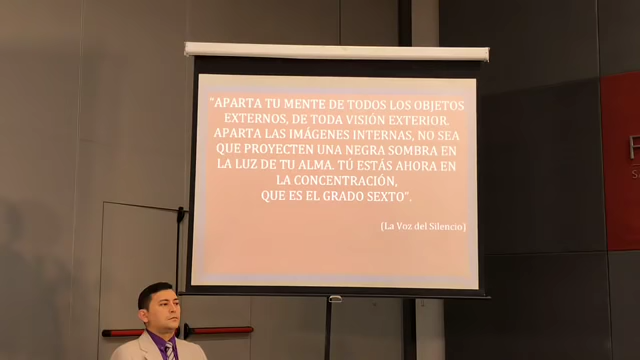 "APARTA TU MENTE DE TODOS LOS OBJETOS
EXTERNOS, DE TODA VISIÓN EXTERIOR.
APARTA LAS IMÁGENES INTERNAS, NO SEA
QUE PROYECTEN UNA NEGRA SOMBRA EN
LA LUZ DE TU ALMA. TÚ ESTÁS AHORA EN
LA CONCENTRACIÓN,
QUE ES EL GRADO SEXTO".
[La Voz del Silencio]